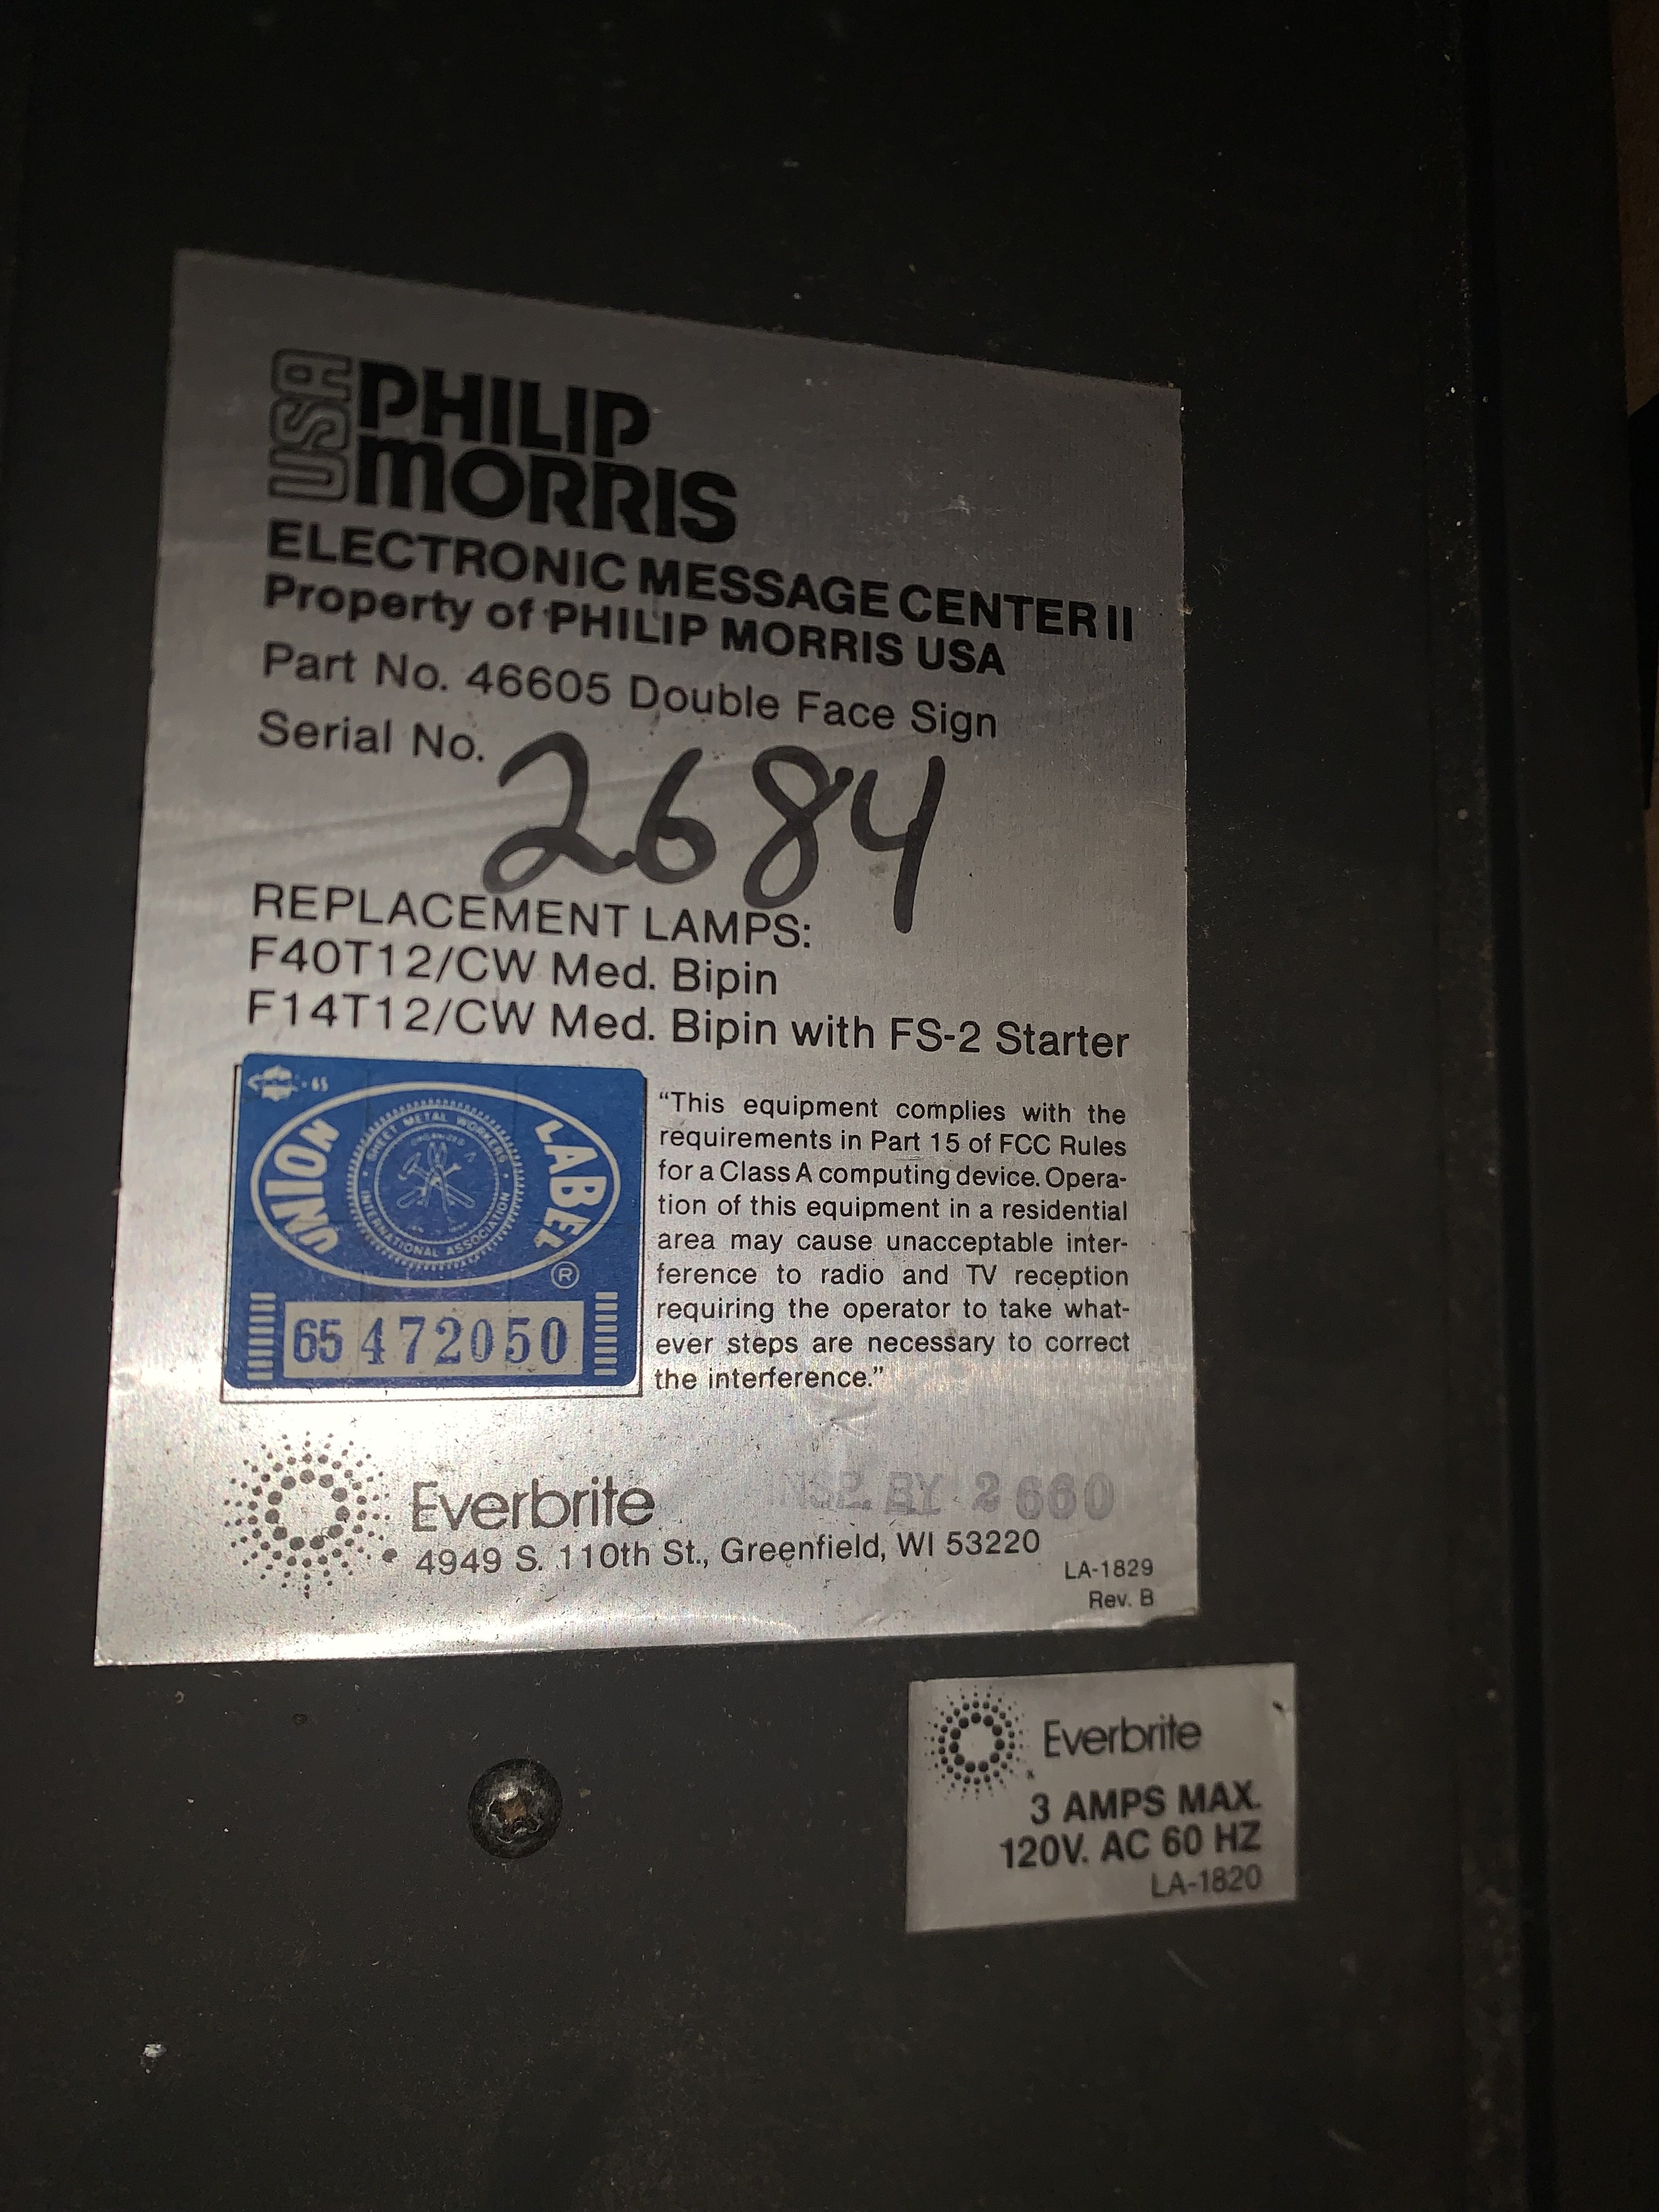 USA PHILIP
MORRIS
ELECTRONIC MESSAGE CENTER II
Property of PHILIP MORRIS USA
Part No. 46605 Double Face Sign
Serial No. 2684
REPLACEMENT LAMPS:
F40T12/CW Med. Bipin
F14T12/CW Med. Bipin with FS-2 Starter
65
UNION LABEL
SHEET METAL WORKERS'
INTERNATIONAL ASSOCIATION
ORGANIZED
®
65 472050
“This equipment complies with the
requirements in Part 15 of FCC Rules
for a Class A computing device. Opera-
tion of this equipment in a residential
area may cause unacceptable inter-
ference to radio and TV reception
requiring the operator to take what-
ever steps are necessary to correct
the interference.”
Everbrite
INSP. BY 2660
4949 S. 110th St., Greenfield, WI 53220
LA-1829
Rev. B
Everbrite
3 AMPS MAX.
120V. AC 60 HZ
LA-1820